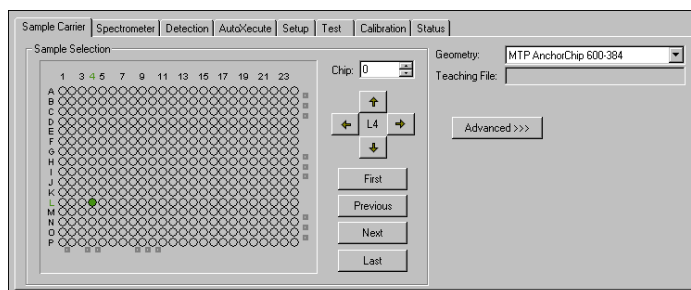 Sample Carrier Spectrometer Detection AutoXecute Setup Test Calibration Status
Sample Selection
Geometry: MTP AnchorChip 600-384
Chip: 0
Teaching File:
1 3 4 5 7 9 11 13 15 17 19 21 23
A
B
C
D
E
F
G
H
I
J
K
L
M
N
O
P
L4
Advanced >>>
First
Previous
Next
Last